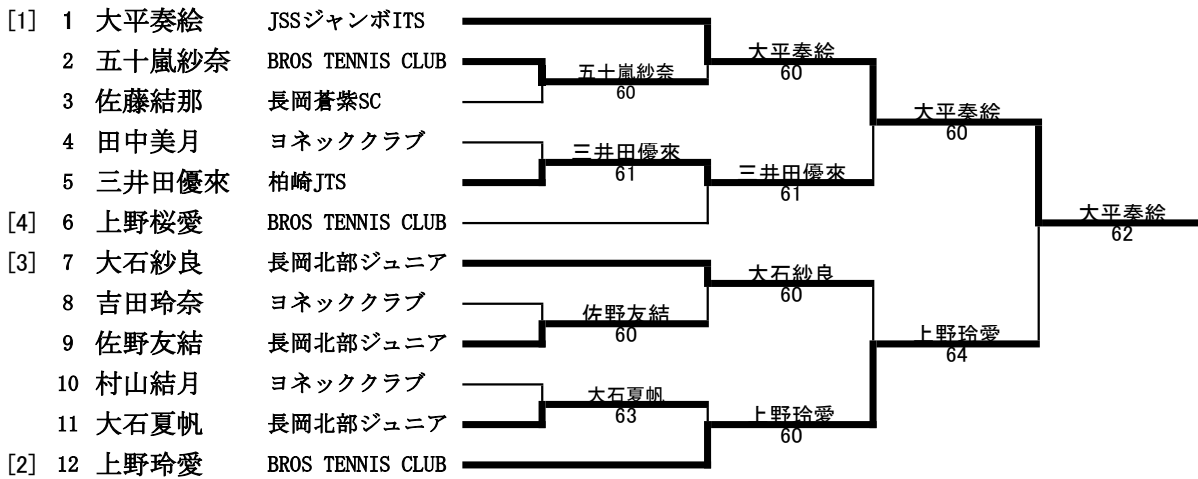 [1] 1 大平奏絵 JSSジャンボITS
2 五十嵐紗奈 BROS TENNIS CLUB
3 佐藤結那 長岡蒼紫SC
4 田中美月 ヨネッククラブ
5 三井田優來 柏崎JTS
[4] 6 上野桜愛 BROS TENNIS CLUB
[3] 7 大石紗良 長岡北部ジュニア
8 吉田玲奈 ヨネッククラブ
9 佐野友結 長岡北部ジュニア
10 村山結月 ヨネッククラブ
11 大石夏帆 長岡北部ジュニア
[2] 12 上野玲愛 BROS TENNIS CLUB
五十嵐紗奈
60
三井田優來
61
佐野友結
60
大石夏帆
63
大平奏絵
60
三井田優來
61
大石紗良
60
上野玲愛
60
大平奏絵
60
上野玲愛
64
大平奏絵
62